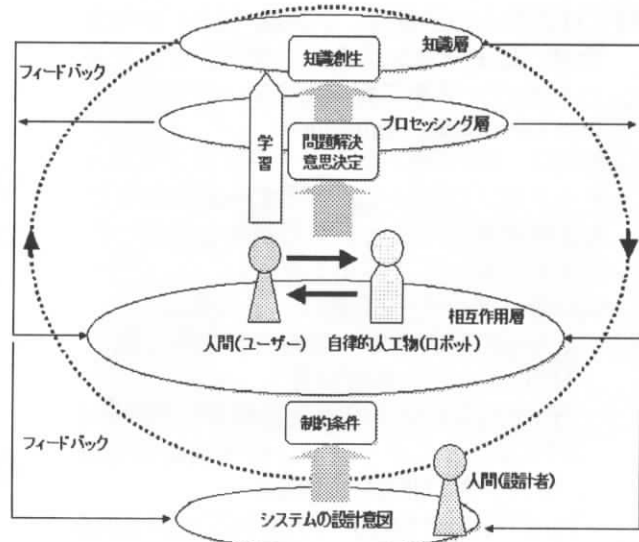 知識層
知識創生
フィードバック
プロセッシング層
学習
問題解決
意思決定
相互作用層
人間(ユーザー)
自律的人工物(ロボット)
制約条件
フィードバック
人間(設計者)
システムの設計意図